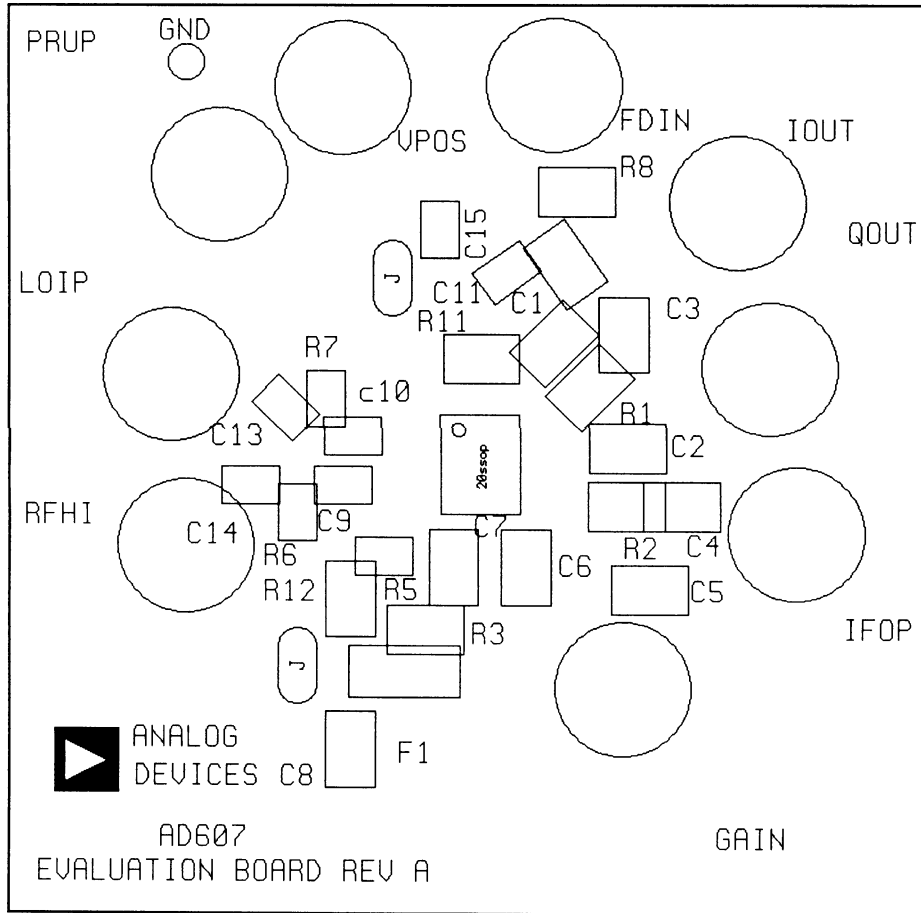 GND
PRUP
FDIN
IOUT
VPOS
R8
C15
QOUT
J
LOIP
C11
C1
C3
R11
R7
c10
C13
R1
C2
20ssop
RFHI
C14
C9
C7
R6
R2
C4
R12
R5
C6
C5
R3
IFOP
J
ANALOG
DEVICES
C8
F1
AD607
EVALUATION BOARD REV A
GAIN